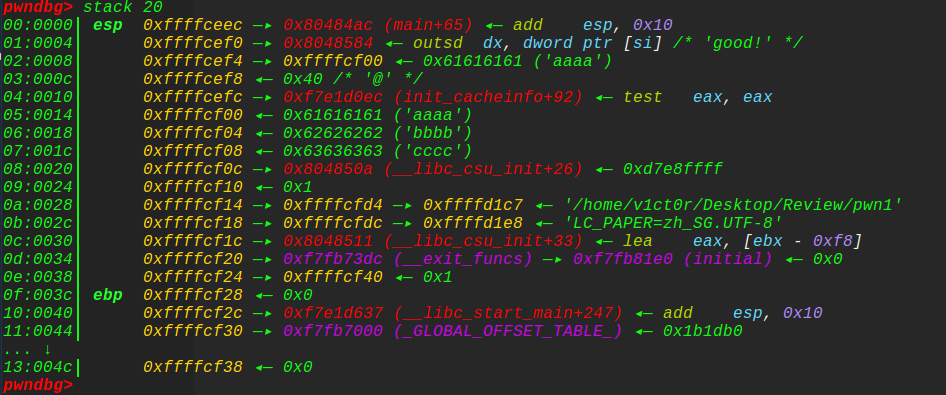 pwndbg> stack 20
00:0000│ esp  0xffffceec —▸ 0x80484ac (main+65) ◂— add    esp, 0x10
01:0004│      0xffffcef0 —▸ 0x8048584 ◂— outsd  dx, dword ptr [si] /* 'good!' */
02:0008│      0xffffcef4 —▸ 0xffffcf00 ◂— 0x61616161 ('aaaa')
03:000c│      0xffffcef8 ◂— 0x40 /* '@' */
04:0010│      0xffffcefc —▸ 0xf7e1d0ec (init_cacheinfo+92) ◂— test   eax, eax
05:0014│      0xffffcf00 ◂— 0x61616161 ('aaaa')
06:0018│      0xffffcf04 ◂— 0x62626262 ('bbbb')
07:001c│      0xffffcf08 ◂— 0x63636363 ('cccc')
08:0020│      0xffffcf0c —▸ 0x804850a (__libc_csu_init+26) ◂— 0xd7e8ffff
09:0024│      0xffffcf10 ◂— 0x1
0a:0028│      0xffffcf14 —▸ 0xffffcfd4 —▸ 0xffffd1c7 ◂— '/home/v1ct0r/Desktop/Review/pwn1'
0b:002c│      0xffffcf18 —▸ 0xffffcfdc —▸ 0xffffd1e8 ◂— 'LC_PAPER=zh_SG.UTF-8'
0c:0030│      0xffffcf1c —▸ 0x8048511 (__libc_csu_init+33) ◂— lea    eax, [ebx - 0xf8]
0d:0034│      0xffffcf20 —▸ 0xf7fb73dc (__exit_funcs) —▸ 0xf7fb81e0 (initial) ◂— 0x0
0e:0038│      0xffffcf24 —▸ 0xffffcf40 ◂— 0x1
0f:003c│ ebp  0xffffcf28 ◂— 0x0
10:0040│      0xffffcf2c —▸ 0xf7e1d637 (__libc_start_main+247) ◂— add    esp, 0x10
11:0044│      0xffffcf30 —▸ 0xf7fb7000 (_GLOBAL_OFFSET_TABLE_) ◂— 0x1b1db0
... ↓
13:004c│      0xffffcf38 ◂— 0x0
pwndbg>